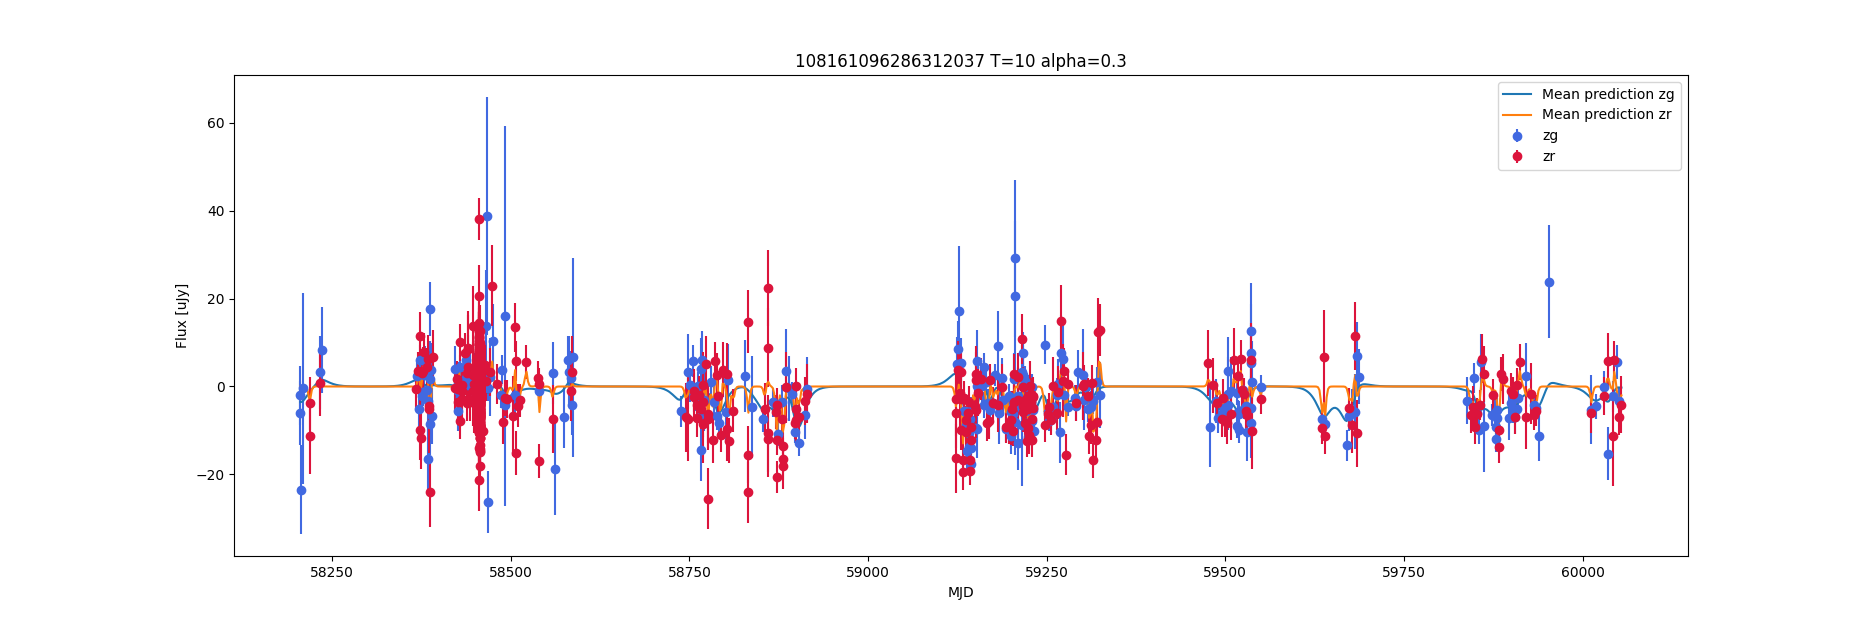 108161096286312037 T=10 alpha=0.3
Mean prediction zg
Mean prediction zr
zg
zr
Flux [uJy]
60
40
20
0
−20
58250 58500 58750 59000 59250 59500 59750 60000
MJD